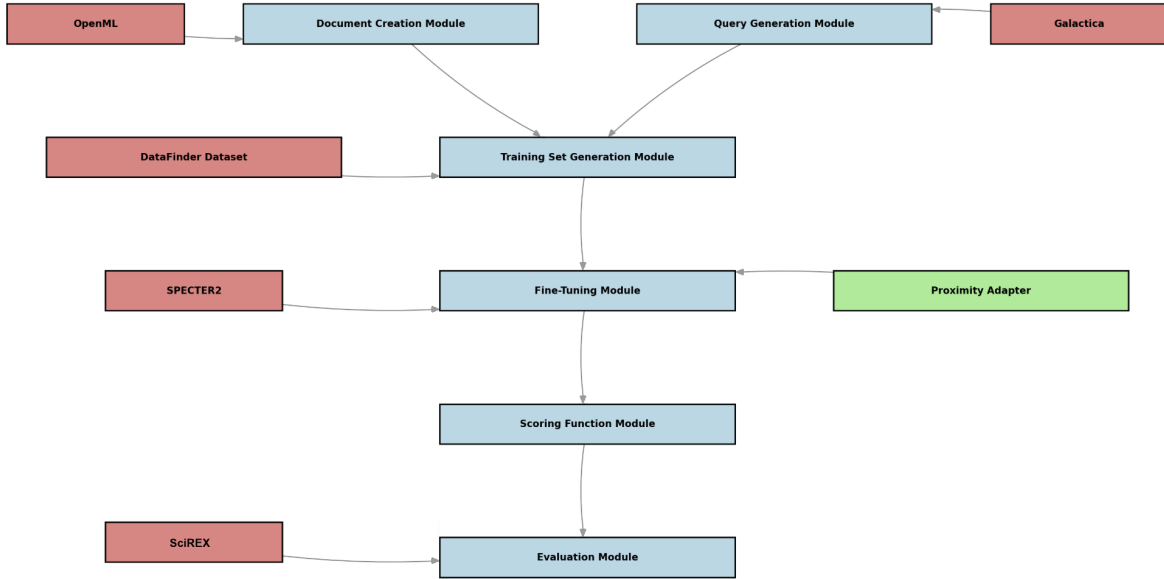 OpenML
Document Creation Module
Query Generation Module
Galactica
DataFinder Dataset
Training Set Generation Module
SPECTER2
Fine-Tuning Module
Proximity Adapter
Scoring Function Module
SciREX
Evaluation Module